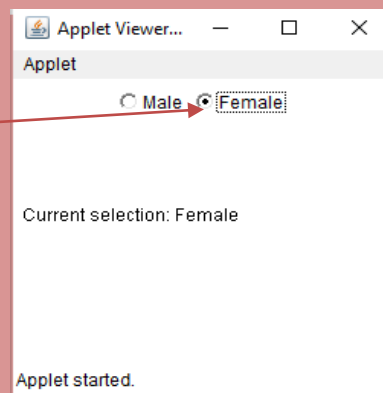 Applet Viewer...
Applet
Male Female
Current selection: Female
Applet started.